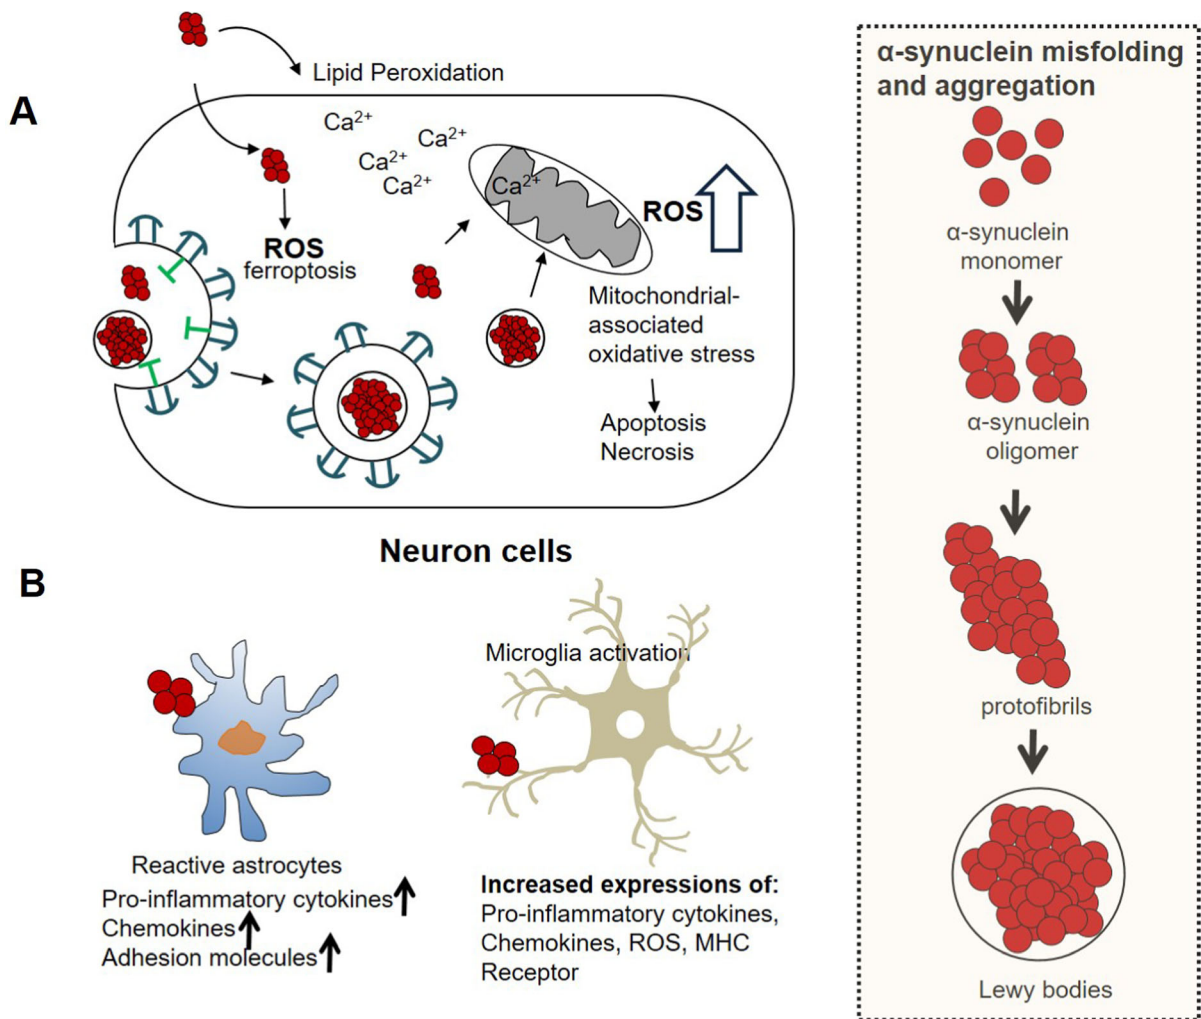 A
Lipid Peroxidation
Ca²⁺
Ca²⁺
Ca²⁺
Ca²⁺
Ca²⁺
ROS
ROS
ferroptosis
Mitochondrial-
associated
oxidative stress
Apoptosis
Necrosis
Neuron cells
B
Microglia activation
Reactive astrocytes
Pro-inflammatory cytokines
Chemokines
Adhesion molecules
Increased expressions of:
Pro-inflammatory cytokines,
Chemokines, ROS, MHC
Receptor
α-synuclein misfolding
and aggregation
α-synuclein
monomer
α-synuclein
oligomer
protofibrils
Lewy bodies